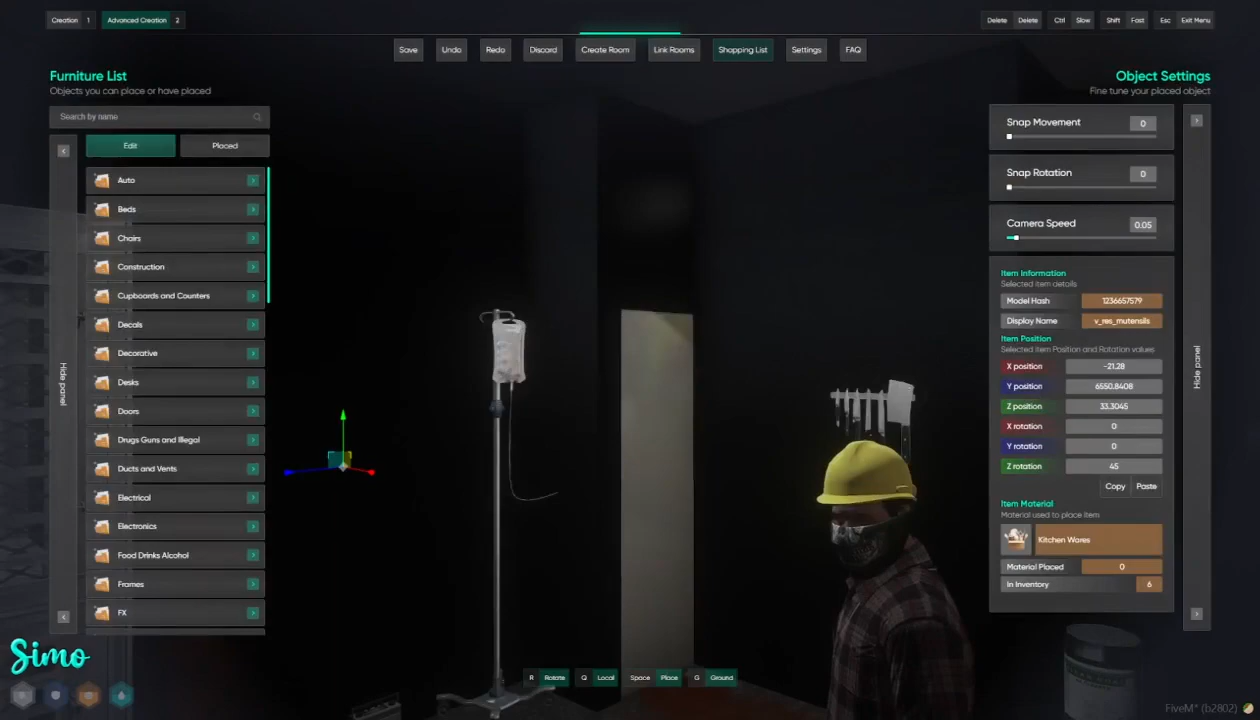 Creation 1
Advanced Creation 2
Delete Delete
Ctrl Slow
Shift Fast
Esc Exit Menu
Save
Undo
Redo
Discard
Create Room
Link Rooms
Shopping List
Settings
FAQ
Furniture List
Objects you can place or have placed
Search by name
Edit
Placed
Hide panel
Auto
Beds
Chairs
Construction
Cupboards and Counters
Decals
Decorative
Desks
Doors
Drugs Guns and Illegal
Ducts and Vents
Electrical
Electronics
Food Drinks Alcohol
Frames
FX
Object Settings
Fine tune your placed object
Snap Movement 0
Snap Rotation 0
Camera Speed 0.05
Item Information
Selected item details
Model Hash 1236657579
Display Name v_res_mutensils
Item Position
Selected Item Position and Rotation values
X position -21.28
Y position 6550.8408
Z position 33.3045
X rotation 0
Y rotation 0
Z rotation 45
Copy Paste
Item Material
Material used to place item
Kitchen Wares
Material Placed 0
In Inventory 6
Hide panel
R Rotate
Q Local
Space Place
G Ground
Simo
FiveM* (b2802)